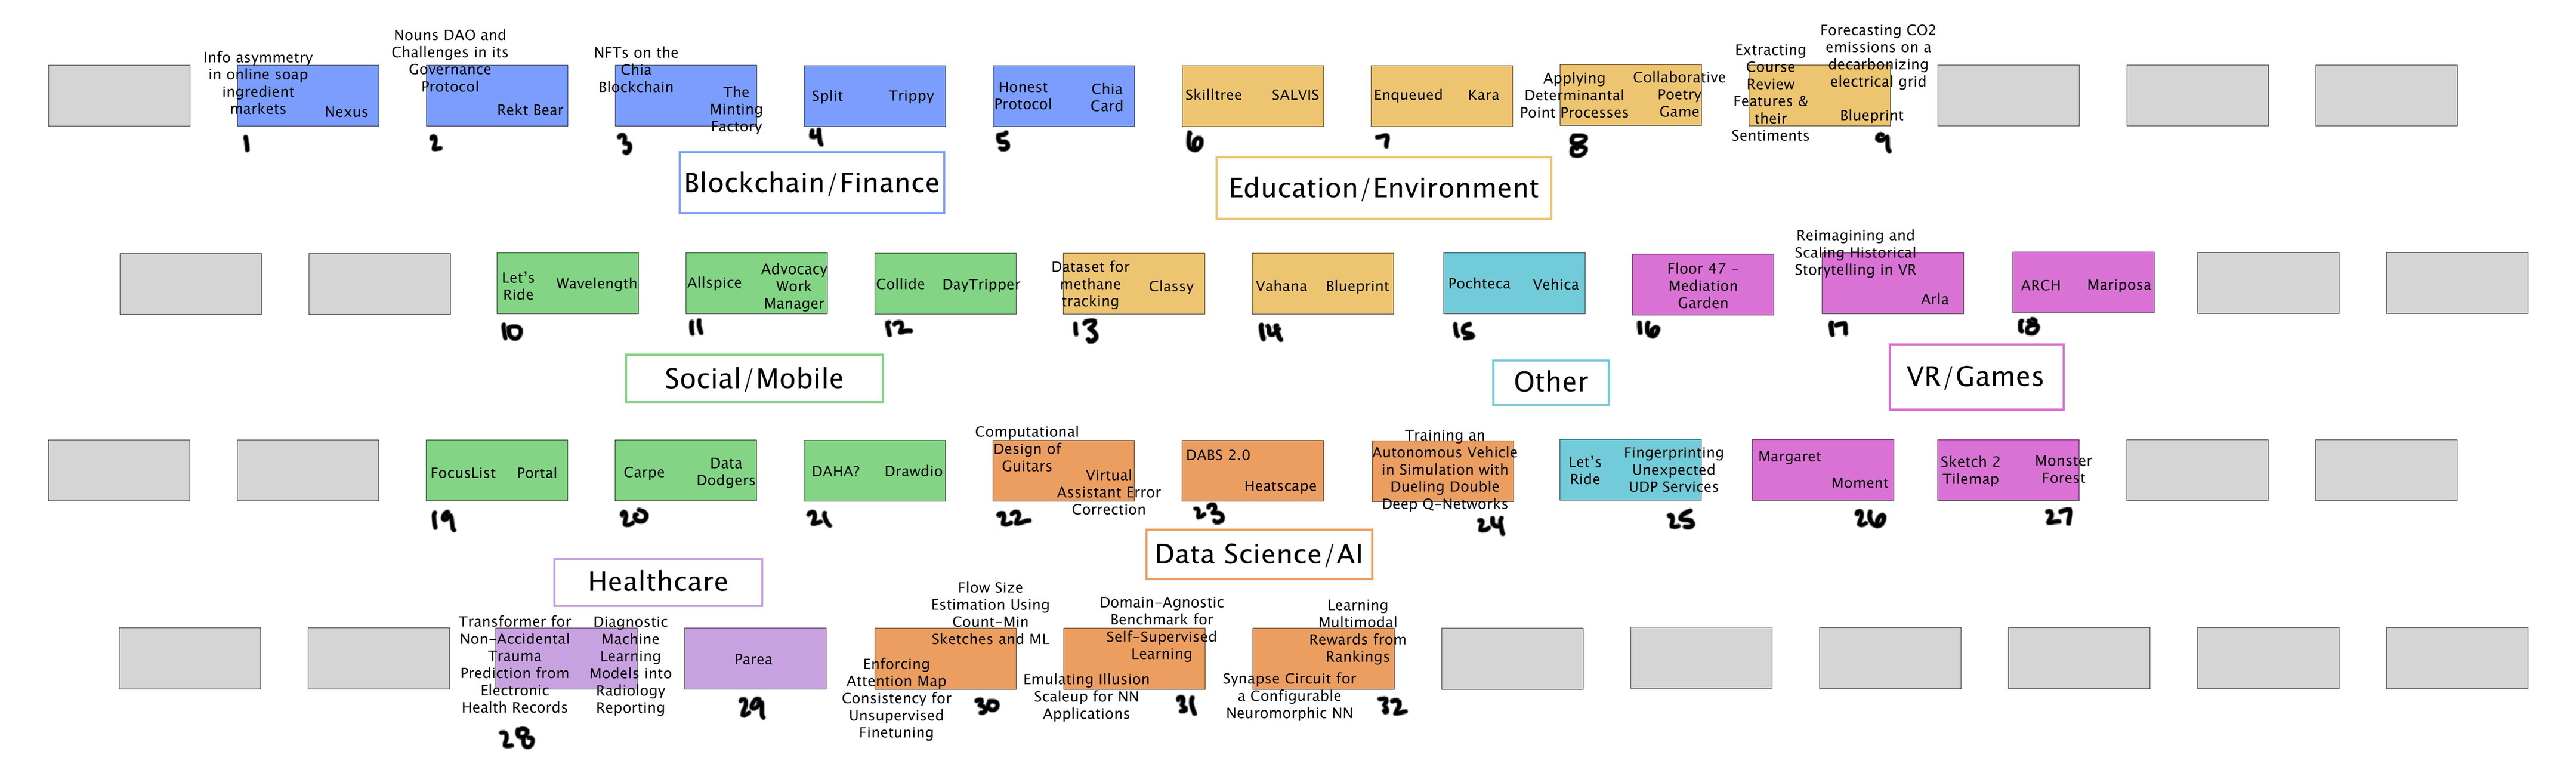 Info asymmetry
in online soap
ingredient
markets
Nexus
1
Nouns DAO and
Challenges in its
Governance
Protocol
Rekt Bear
2
NFTs on the
Chia
Blockchain
The
Minting
Factory
3
Split
Trippy
4
Honest
Protocol
Chia
Card
5
Skilltree
SALVIS
6
Enqueued
Kara
7
Applying
Determinantal
Point Processes
Collaborative
Poetry
Game
8
Extracting
Course
Review
Features &
their
Sentiments
Forecasting CO2
emissions on a
decarbonizing
electrical grid
Blueprint
9
Blockchain/Finance
Education/Environment
Let's
Ride
Wavelength
10
Allspice
Advocacy
Work
Manager
11
Collide
DayTripper
12
Dataset for
methane
tracking
Classy
13
Vahana
Blueprint
14
Pochteca
Vehica
15
Floor 47 -
Mediation
Garden
16
Reimagining and
Scaling Historical
Storytelling in VR
Arla
17
ARCH
Mariposa
18
Social/Mobile
Other
VR/Games
FocusList
Portal
19
Carpe
Data
Dodgers
20
DAHA?
Drawdio
21
Computational
Design of
Guitars
Virtual
Assistant Error
Correction
22
DABS 2.0
Heatscape
23
Training an
Autonomous Vehicle
in Simulation with
Dueling Double
Deep Q-Networks
24
Let's
Ride
Fingerprinting
Unexpected
UDP Services
25
Margaret
Moment
26
Sketch 2
Tilemap
Monster
Forest
27
Healthcare
Data Science/AI
Transformer for
Non-Accidental
Trauma
Prediction from
Electronic
Health Records
Diagnostic
Machine
Learning
Models into
Radiology
Reporting
28
Parea
29
Flow Size
Estimation Using
Count-Min
Sketches and ML
Enforcing
Attention Map
Consistency for
Unsupervised
Finetuning
30
Domain-Agnostic
Benchmark for
Self-Supervised
Learning
Emulating Illusion
Scaleup for NN
Applications
31
Learning
Multimodal
Rewards from
Rankings
Synapse Circuit for
a Configurable
Neuromorphic NN
32